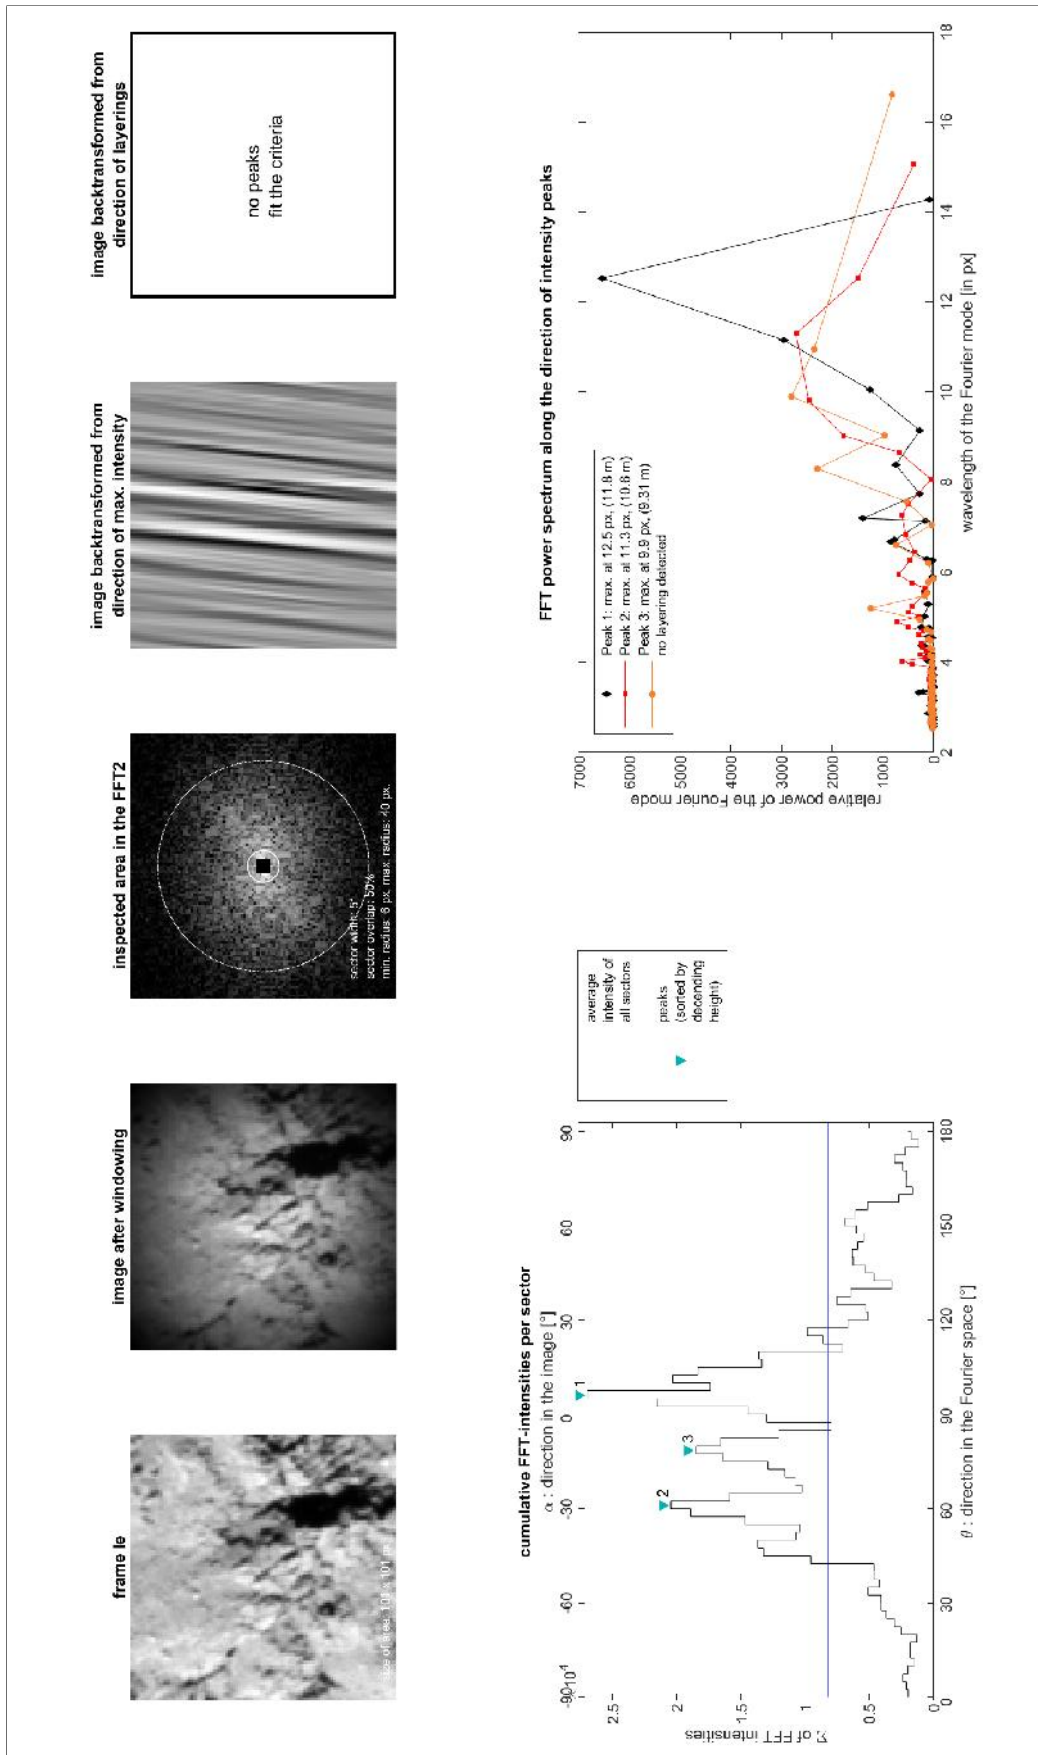 frame Ie
size of area: 101 x 101 px
image after windowing
inspected area in the FFT2
sector width: 5°
sector overlap: 50%
min. radius: 6 px, max. radius: 40 px.
image backtransformed from
direction of max. intensity
image backtransformed from
direction of layerings
no peaks
fit the criteria
cumulative FFT-intensities per sector
α : direction in the image [°]
-90 -60 -30 0 30 60 90
10⁴
2.5
2
1.5
1
0.5
0
Σ of FFT intensities
1
2
3
0 30 60 90 120 150 180
θ : direction in the Fourier space [°]
average
intensity of
all sectors
peaks
(sorted by
decending
height)
FFT power spectrum along the direction of intensity peaks
7000
6000
5000
4000
3000
2000
1000
0
relative power of the Fourier mode
Peak 1: max. at 12.5 px, (11.8 m)
Peak 2: max. at 11.3 px, (10.6 m)
Peak 3: max. at 9.9 px, (9.31 m)
no layering detected
2 4 6 8 10 12 14 16 18
wavelength of the Fourier mode [in px]